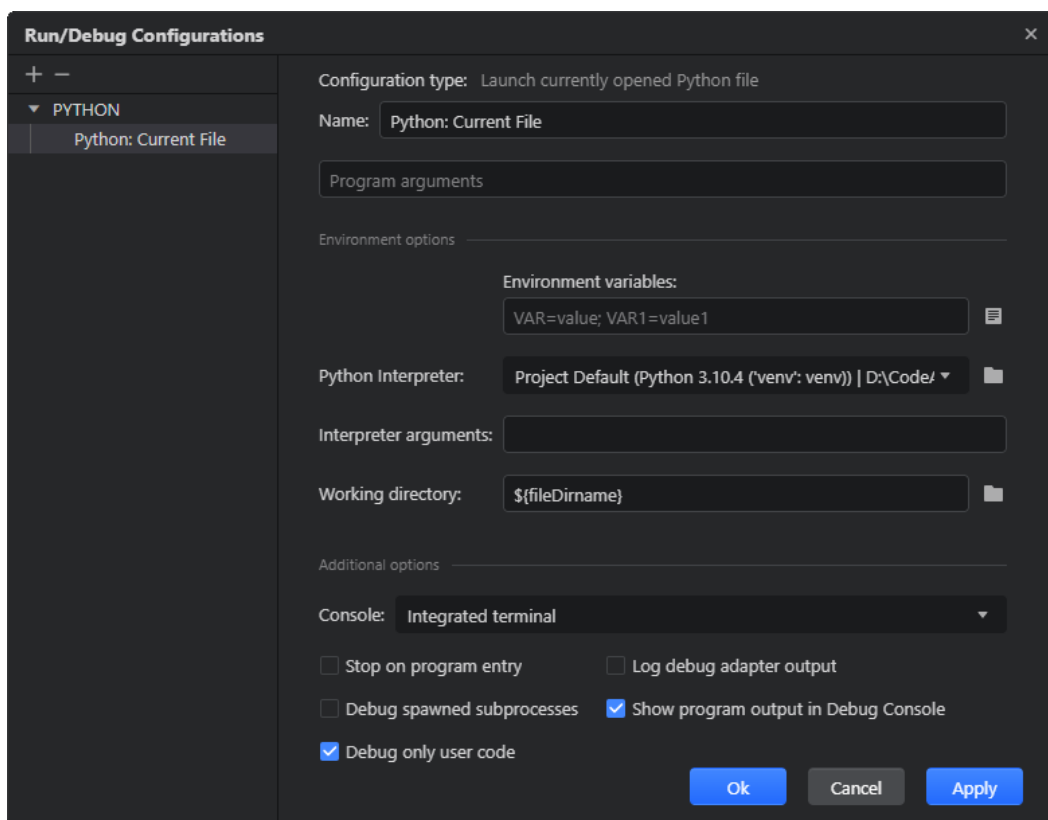 Run/Debug Configurations
PYTHON
Python: Current File
Configuration type: Launch currently opened Python file
Name: Python: Current File
Program arguments
Environment options
Environment variables:
VAR=value; VAR1=value1
Python Interpreter: Project Default (Python 3.10.4 ('venv': venv)) | D:\Code
Interpreter arguments:
Working directory: ${fileDirname}
Additional options
Console: Integrated terminal
Stop on program entry Log debug adapter output
Debug spawned subprocesses Show program output in Debug Console
Debug only user code
Ok Cancel Apply